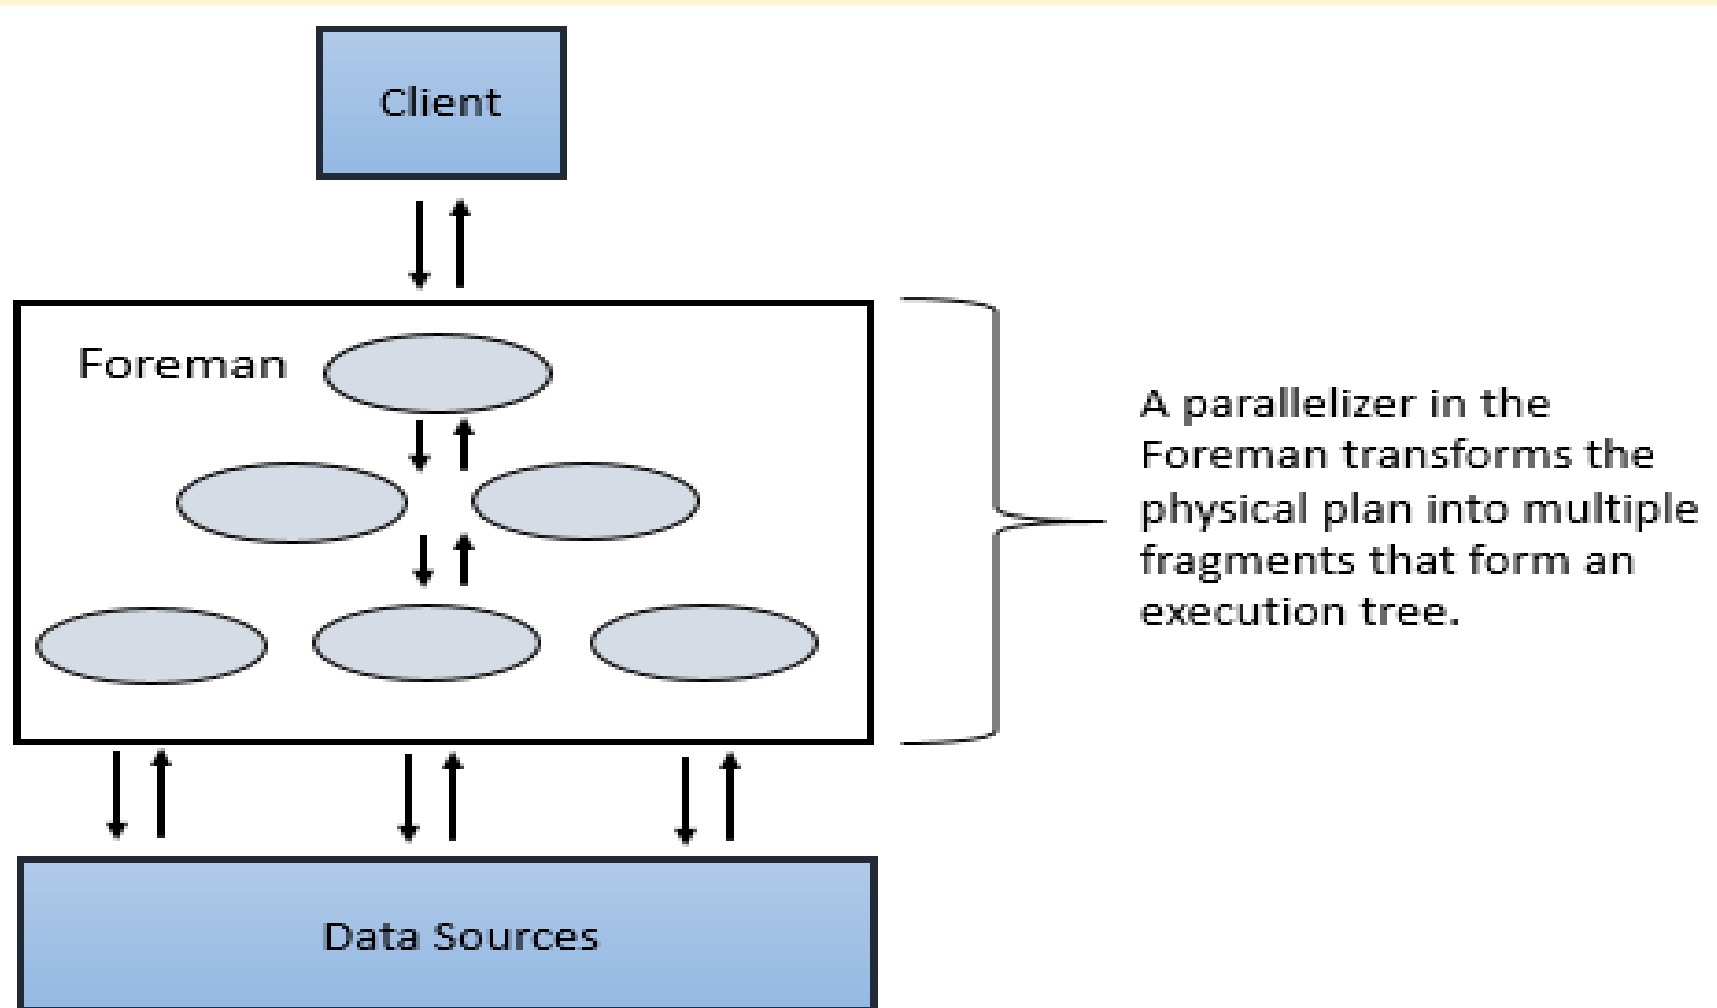 Client
Foreman
A parallelizer in the
Foreman transforms the
physical plan into multiple
fragments that form an
execution tree.
Data Sources